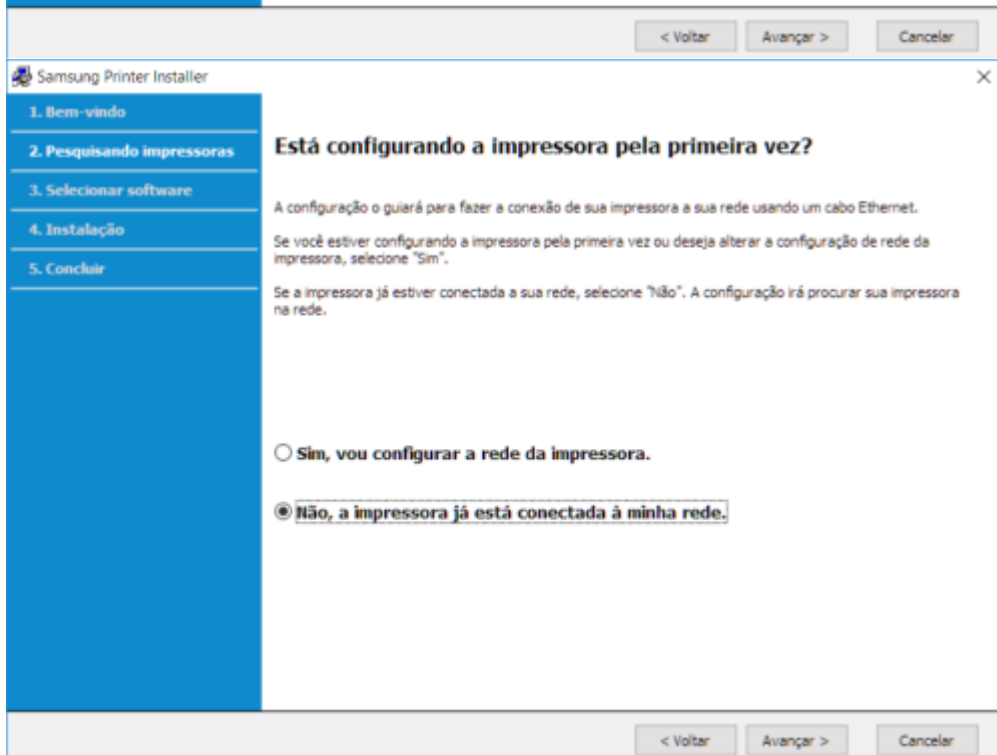 < Voltar Avançar > Cancelar
Samsung Printer Installer
1. Bem-vindo
2. Pesquisando impressoras
3. Selecionar software
4. Instalação
5. Concluir
Está configurando a impressora pela primeira vez?
A configuração o guiará para fazer a conexão de sua impressora a sua rede usando um cabo Ethernet.
Se você estiver configurando a impressora pela primeira vez ou deseja alterar a configuração de rede da
impressora, selecione "Sim".
Se a impressora já estiver conectada a sua rede, selecione "Não". A configuração irá procurar sua impressora
na rede.
Sim, vou configurar a rede da impressora.
Não, a impressora já está conectada à minha rede.
< Voltar Avançar > Cancelar